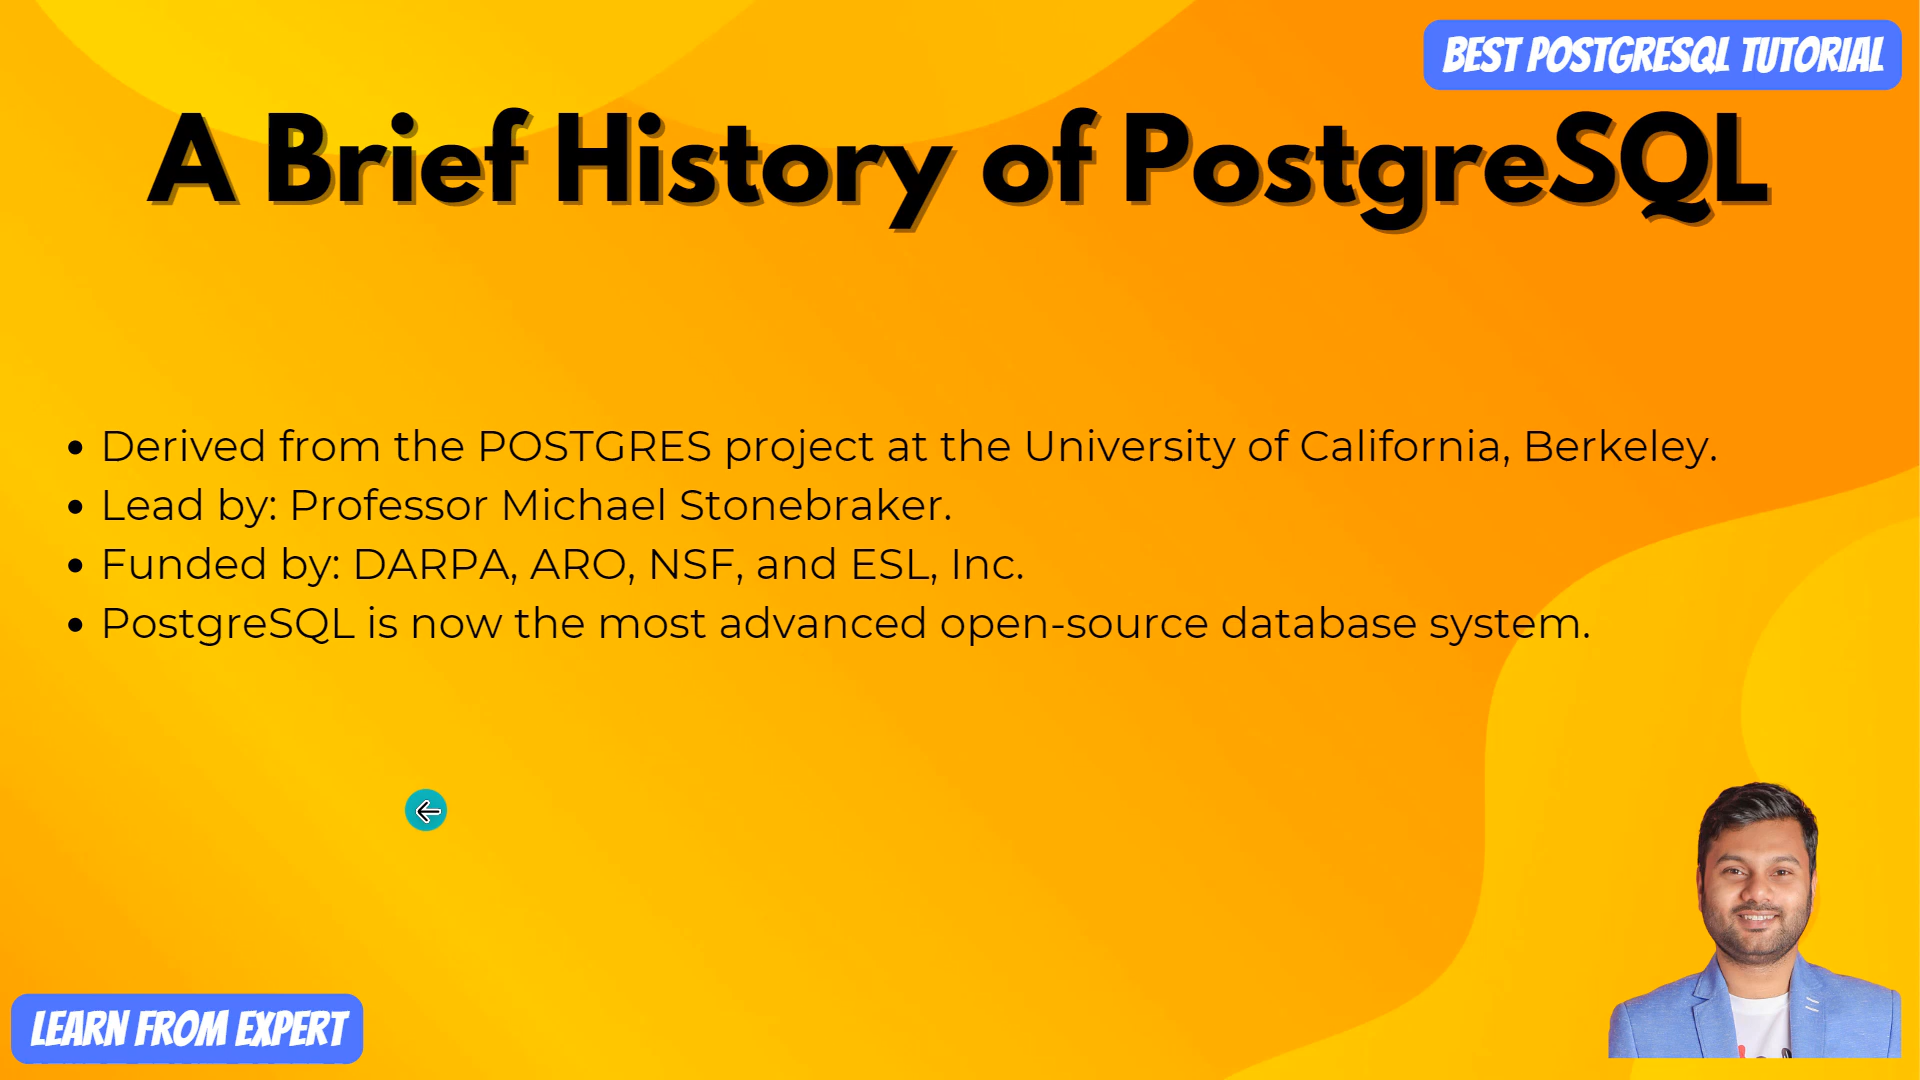 BEST POSTGRESQL TUTORIAL
A Brief History of PostgreSQL
• Derived from the POSTGRES project at the University of California, Berkeley.
• Lead by: Professor Michael Stonebraker.
• Funded by: DARPA, ARO, NSF, and ESL, Inc.
• PostgreSQL is now the most advanced open-source database system.
LEARN FROM EXPERT